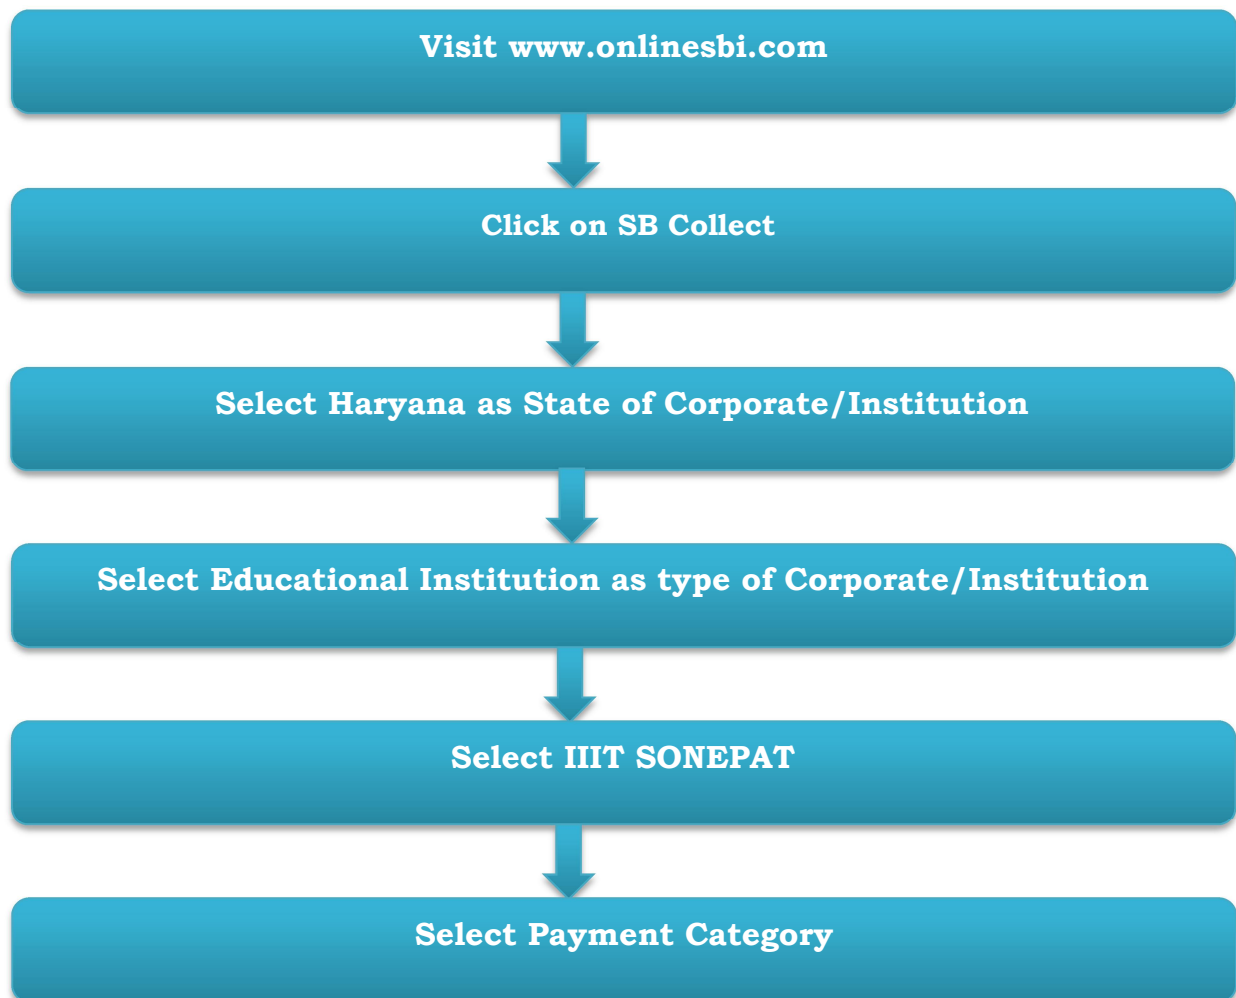 Visit www.onlinesbi.com
Click on SB Collect
Select Haryana as State of Corporate/Institution
Select Educational Institution as type of Corporate/Institution
Select IIIT SONEPAT
Select Payment Category